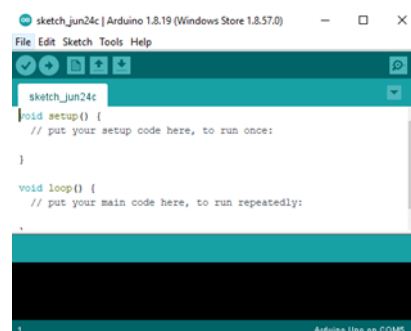 sketch_jun24c | Arduino 1.8.19 (Windows Store 1.8.57.0)
File Edit Sketch Tools Help
sketch_jun24c
void setup() {
// put your setup code here, to run once:
}
void loop() {
// put your main code here, to run repeatedly:
1
Arduino Uno on COM5